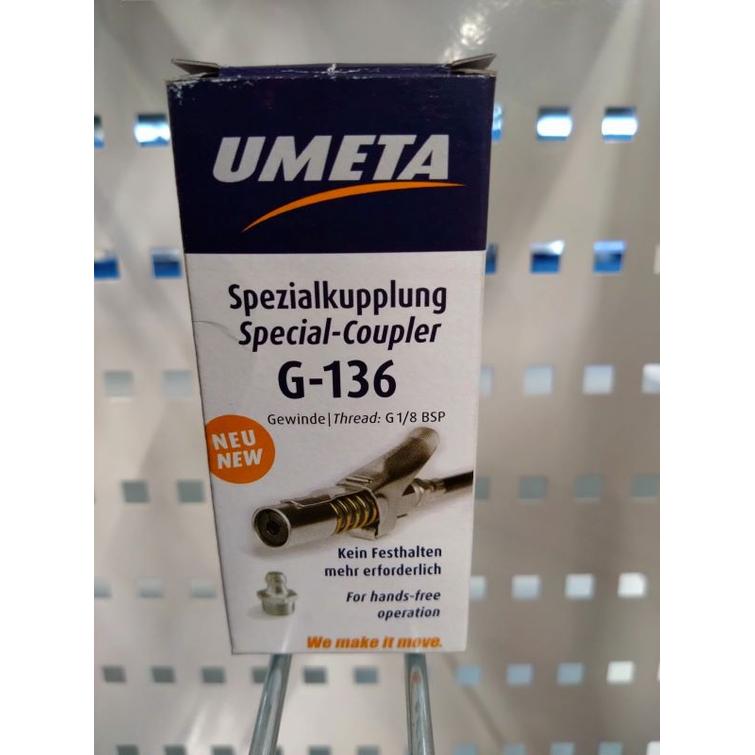 UMETA
Spezialkupplung
Special-Coupler
G-136
Gewinde|Thread: G 1/8 BSP
NEU
NEW
Kein Festhalten
mehr erforderlich
For hands-free
operation
We make it move.